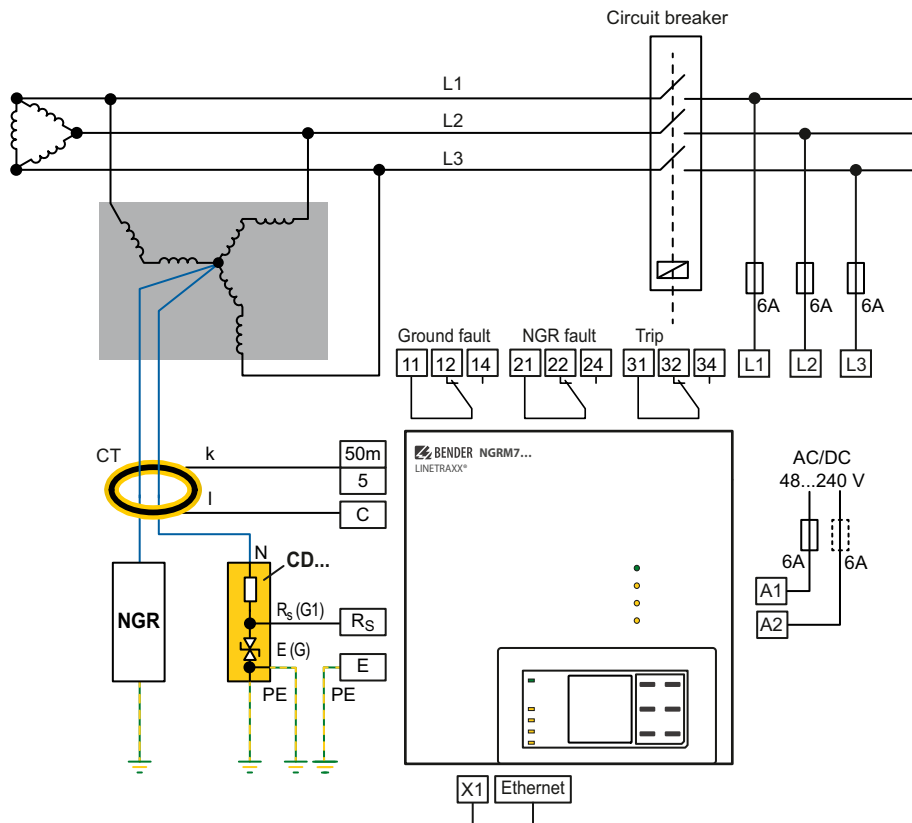 Circuit breaker
L1
L2
L3
6A
6A
6A
Ground fault
NGR fault
Trip
11
12
14
21
22
24
31
32
34
L1
L2
L3
CT
k
l
50m
5
C
BENDER NGRM7...
LINETRAXX®
AC/DC
48...240 V
6A
6A
A1
A2
NGR
N
CD...
Rs (G1)
RS
E (G)
E
PE
PE
X1
Ethernet